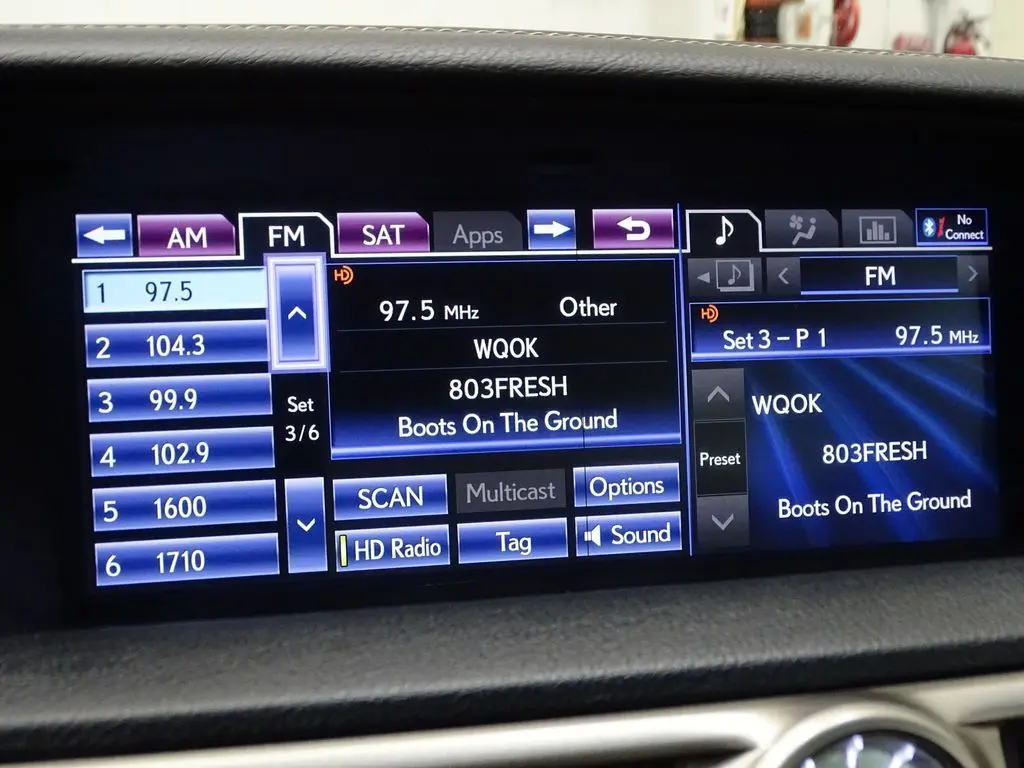 AM
FM
SAT
Apps
No
Connect
1 97.5
2 104.3
3 99.9
4 102.9
5 1600
6 1710
Set
3/6
HD
97.5 MHz Other
WQOK
803FRESH
Boots On The Ground
SCAN
Multicast
Options
HD Radio
Tag
Sound
FM
HD
Set 3 – P 1 97.5 MHz
Preset
WQOK
803FRESH
Boots On The Ground